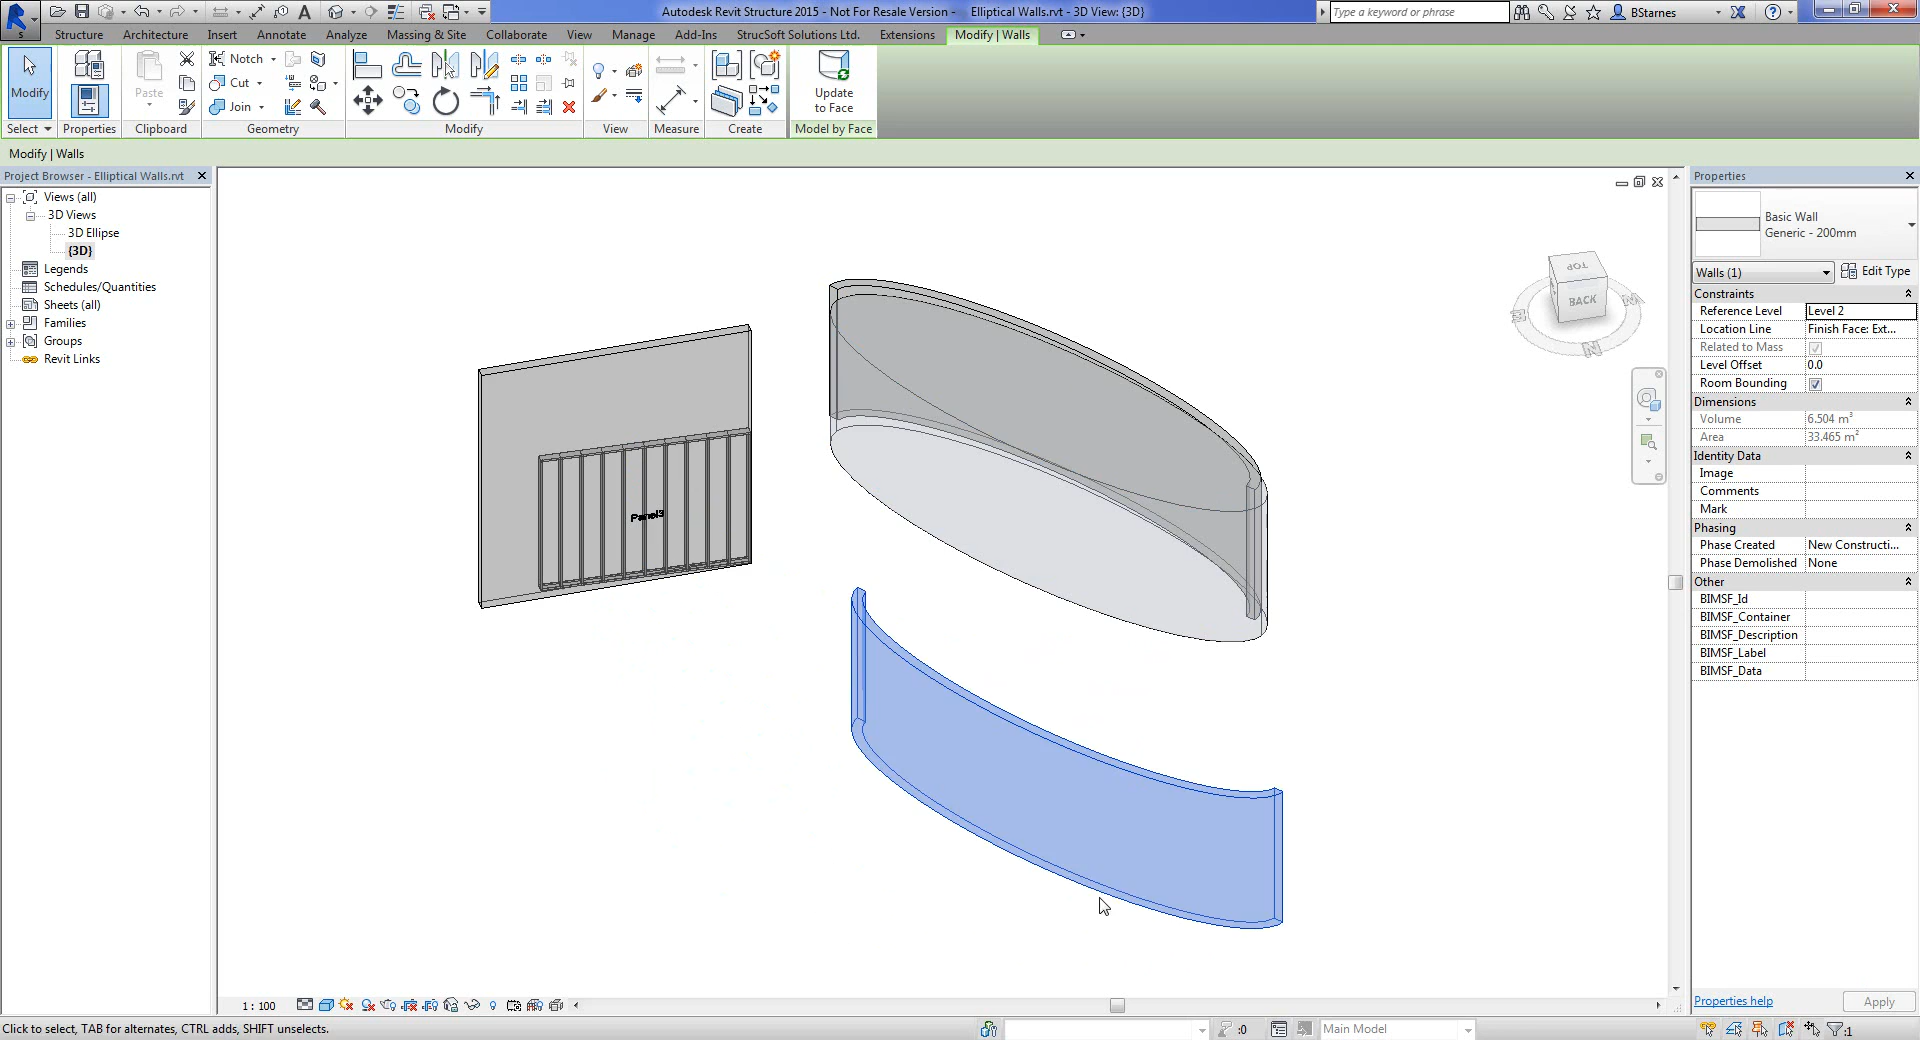 Autodesk Revit Structure 2015 - Not For Resale Version - Elliptical Walls.rvt - 3D View: {3D}
Type a keyword or phrase
BStarnes
Structure Architecture Insert Annotate Analyze Massing & Site Collaborate View Manage Add-Ins StrucSoft Solutions Ltd. Extensions Modify | Walls
Modify
Paste
Notch
Cut
Join
Update
to Face
Select Properties Clipboard Geometry Modify View Measure Create Model by Face
Modify | Walls
Project Browser - Elliptical Walls.rvt
Views (all)
3D Views
3D Ellipse
{3D}
Legends
Schedules/Quantities
Sheets (all)
Families
Groups
Revit Links
Panel3
TOP
BACK
N
Properties
Basic Wall
Generic - 200mm
Walls (1) Edit Type
Constraints
Reference Level Level 2
Location Line Finish Face: Ext...
Related to Mass
Level Offset 0.0
Room Bounding
Dimensions
Volume 6.504 m³
Area 33.465 m²
Identity Data
Image
Comments
Mark
Phasing
Phase Created New Constructi...
Phase Demolished None
Other
BIMSF_Id
BIMSF_Container
BIMSF_Description
BIMSF_Label
BIMSF_Data
Properties help Apply
1 : 100
Click to select, TAB for alternates, CTRL adds, SHIFT unselects.
:0
Main Model
:1